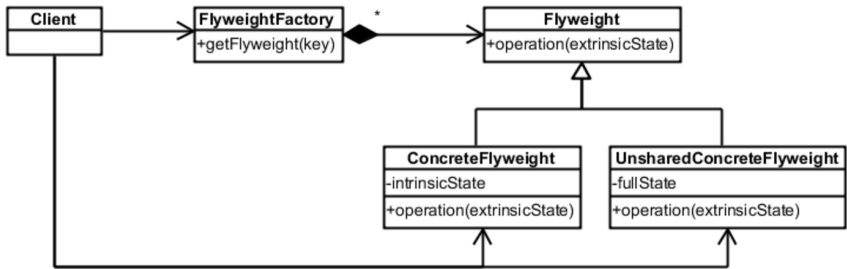 Client
FlyweightFactory
+getFlyweight(key)
*
Flyweight
+operation(extrinsicState)
ConcreteFlyweight
-intrinsicState
+operation(extrinsicState)
UnsharedConcreteFlyweight
-fullState
+operation(extrinsicState)